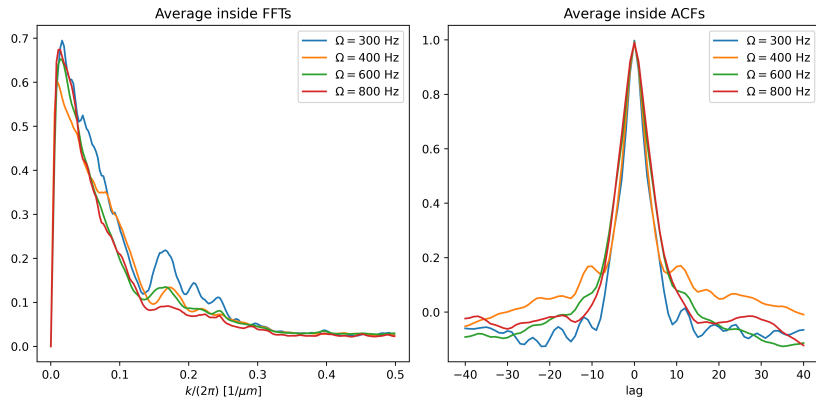 Average inside FFTs
0.7
0.6
0.5
0.4
0.3
0.2
0.1
0.0
Ω = 300 Hz
Ω = 400 Hz
Ω = 600 Hz
Ω = 800 Hz
0.0 0.1 0.2 0.3 0.4 0.5
k/(2π) [1/μm]
Average inside ACFs
1.0
0.8
0.6
0.4
0.2
0.0
Ω = 300 Hz
Ω = 400 Hz
Ω = 600 Hz
Ω = 800 Hz
−40 −30 −20 −10 0 10 20 30 40
lag